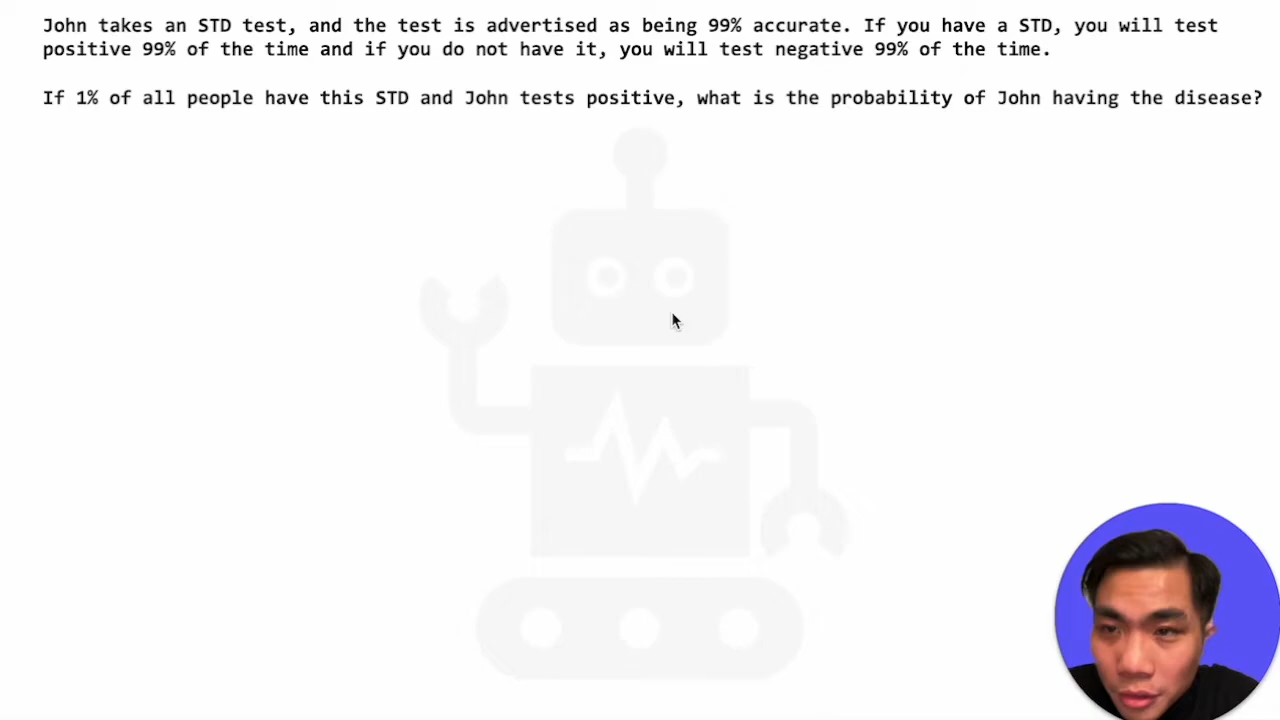 John takes an STD test, and the test is advertised as being 99% accurate. If you have a STD, you will test
positive 99% of the time and if you do not have it, you will test negative 99% of the time.
If 1% of all people have this STD and John tests positive, what is the probability of John having the disease?